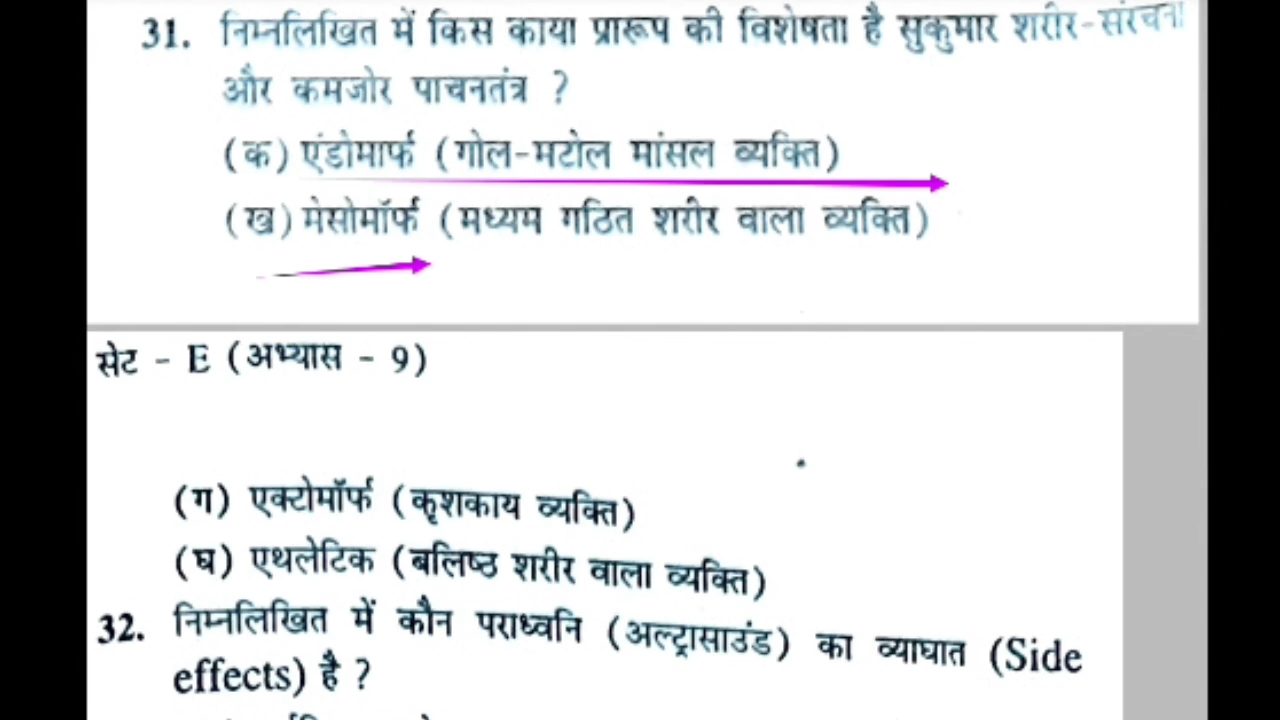 31. निम्नलिखित में किस काया प्रारूप की विशेषता है सुकुमार शरीर-संरचना
और कमजोर पाचनतंत्र ?
(क) एंडोमार्फ (गोल-मटोल मांसल व्यक्ति)
(ख) मेसोमॉर्फ (मध्यम गठित शरीर वाला व्यक्ति)
सेट - E (अभ्यास - 9)
(ग) एक्टोमॉर्फ (कृशकाय व्यक्ति)
(घ) एथलेटिक (बलिष्ठ शरीर वाला व्यक्ति)
32. निम्नलिखित में कौन पराध्वनि (अल्ट्रासाउंड) का व्याघात (Side
effects) है ?